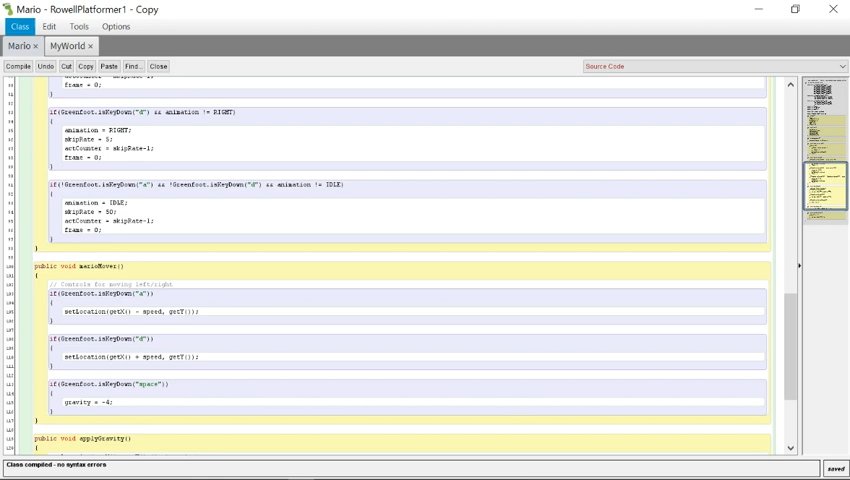 Mario - RowellPlatformer1 - Copy
Class Edit Tools Options
Mario × MyWorld ×
Compile Undo Cut Copy Paste Find... Close Source Code
frame = 0;
}
if(Greenfoot.isKeyDown("d") && animation != RIGHT)
{
animation = RIGHT;
skipRate = 5;
actCounter = skipRate-1;
frame = 0;
}
if(!Greenfoot.isKeyDown("a") && !Greenfoot.isKeyDown("d") && animation != IDLE)
{
animation = IDLE;
skipRate = 50;
actCounter = skipRate-1;
frame = 0;
}
}
public void marioMover()
{
// Controls for moving left/right
if(Greenfoot.isKeyDown("a"))
{
setLocation(getX() - speed, getY());
}
if(Greenfoot.isKeyDown("d"))
{
setLocation(getX() + speed, getY());
}
if(Greenfoot.isKeyDown("space"))
{
gravity = -4;
}
}
public void applyGravity()
{
Class compiled - no syntax errors
saved